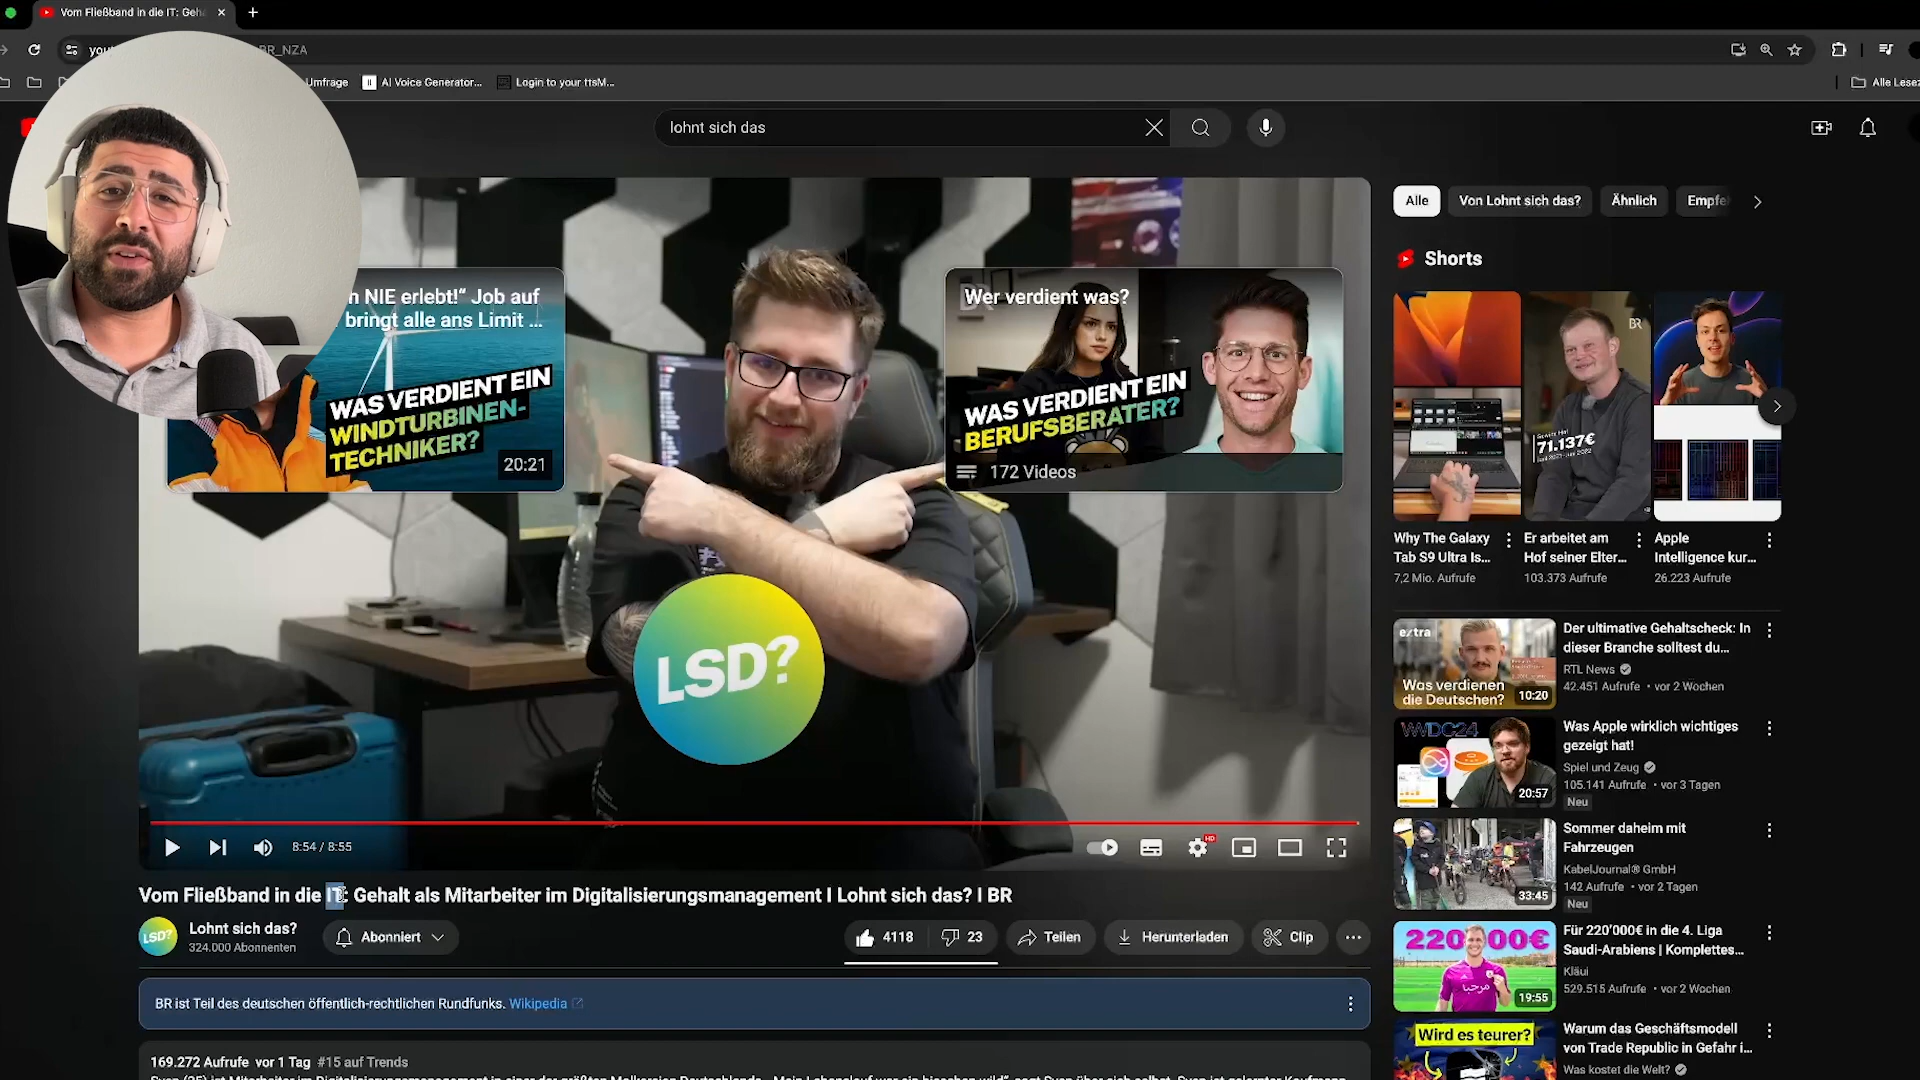 Vom Fließband in die IT: Geh
BR_NZA
Umfrage
AI Voice Generator...
Login to your ttsM...
Alle Lesez
lohnt sich das
n NIE erlebt!“ Job auf
bringt alle ans Limit ...
WAS VERDIENT EIN
WINDTURBINEN-
TECHNIKER?
20:21
Wer verdient was?
WAS VERDIENT EIN
BERUFSBERATER?
172 Videos
LSD?
8:54 / 8:55
HD
Vom Fließband in die IT: Gehalt als Mitarbeiter im Digitalisierungsmanagement I Lohnt sich das? I BR
LSD?
Lohnt sich das?
324.000 Abonnenten
Abonniert
4118
23
Teilen
Herunterladen
Clip
BR ist Teil des deutschen öffentlich-rechtlichen Rundfunks. Wikipedia
169.272 Aufrufe vor 1 Tag #15 auf Trends
Alle
Von Lohnt sich das?
Ähnlich
Empfe
Shorts
BR
71.137€
Why The Galaxy
Tab S9 Ultra Is...
7,2 Mio. Aufrufe
Er arbeitet am
Hof seiner Elter...
103.373 Aufrufe
Apple
Intelligence kur...
26.223 Aufrufe
extra
Was verdienen
die Deutschen?
10:20
Der ultimative Gehaltscheck: In
dieser Branche solltest du...
RTL News
42.451 Aufrufe • vor 2 Wochen
WWDC24
20:57
Was Apple wirklich wichtiges
gezeigt hat!
Spiel und Zeug
105.141 Aufrufe • vor 3 Tagen
Neu
33:45
Sommer daheim mit
Fahrzeugen
KabelJournal® GmbH
142 Aufrufe • vor 2 Tagen
Neu
220'000€
19:55
Für 220’000€ in die 4. Liga
Saudi-Arabiens | Komplettes...
Kläui
529.515 Aufrufe • vor 2 Wochen
Wird es teurer?
Warum das Geschäftsmodell
von Trade Republic in Gefahr i...
Was kostet die Welt?